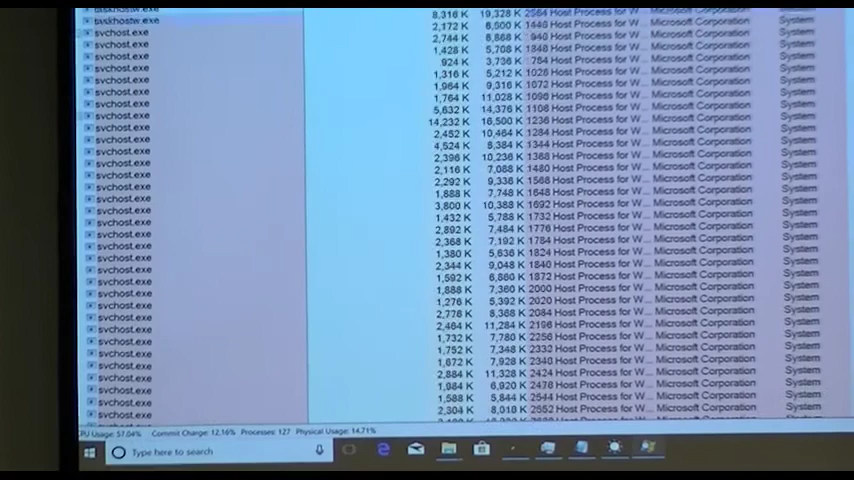 taskhostw.exe
taskhostw.exe 8,316 K 19,328 K 2564 Host Process for W... Microsoft Corporation System
svchost.exe 2,172 K 6,500 K 1448 Host Process for W... Microsoft Corporation System
svchost.exe 2,744 K 8,868 K 940 Host Process for W... Microsoft Corporation System
svchost.exe 1,428 K 5,708 K 1848 Host Process for W... Microsoft Corporation System
svchost.exe 924 K 3,736 K 784 Host Process for W... Microsoft Corporation System
svchost.exe 1,316 K 5,212 K 1028 Host Process for W... Microsoft Corporation System
svchost.exe 1,964 K 9,316 K 1072 Host Process for W... Microsoft Corporation System
svchost.exe 1,764 K 11,028 K 1096 Host Process for W... Microsoft Corporation System
svchost.exe 5,632 K 14,376 K 1108 Host Process for W... Microsoft Corporation System
svchost.exe 14,232 K 16,500 K 1236 Host Process for W... Microsoft Corporation System
svchost.exe 2,452 K 10,464 K 1284 Host Process for W... Microsoft Corporation System
svchost.exe 4,524 K 8,384 K 1344 Host Process for W... Microsoft Corporation System
svchost.exe 2,396 K 10,236 K 1368 Host Process for W... Microsoft Corporation System
svchost.exe 2,116 K 7,088 K 1480 Host Process for W... Microsoft Corporation System
svchost.exe 2,292 K 9,336 K 1568 Host Process for W... Microsoft Corporation System
svchost.exe 1,888 K 7,748 K 1648 Host Process for W... Microsoft Corporation System
svchost.exe 3,800 K 10,388 K 1692 Host Process for W... Microsoft Corporation System
svchost.exe 1,432 K 5,788 K 1732 Host Process for W... Microsoft Corporation System
svchost.exe 2,892 K 7,484 K 1776 Host Process for W... Microsoft Corporation System
svchost.exe 2,368 K 7,192 K 1784 Host Process for W... Microsoft Corporation System
svchost.exe 1,380 K 5,636 K 1824 Host Process for W... Microsoft Corporation System
svchost.exe 2,344 K 9,048 K 1840 Host Process for W... Microsoft Corporation System
svchost.exe 1,592 K 6,860 K 1872 Host Process for W... Microsoft Corporation System
svchost.exe 1,888 K 7,360 K 2000 Host Process for W... Microsoft Corporation System
svchost.exe 1,276 K 5,392 K 2020 Host Process for W... Microsoft Corporation System
svchost.exe 2,776 K 8,368 K 2084 Host Process for W... Microsoft Corporation System
svchost.exe 2,464 K 11,284 K 2196 Host Process for W... Microsoft Corporation System
svchost.exe 1,732 K 7,780 K 2256 Host Process for W... Microsoft Corporation System
svchost.exe 1,752 K 7,348 K 2332 Host Process for W... Microsoft Corporation System
svchost.exe 1,672 K 7,928 K 2340 Host Process for W... Microsoft Corporation System
svchost.exe 2,884 K 11,328 K 2424 Host Process for W... Microsoft Corporation System
svchost.exe 1,984 K 6,920 K 2476 Host Process for W... Microsoft Corporation System
svchost.exe 1,588 K 5,844 K 2544 Host Process for W... Microsoft Corporation System
svchost.exe 2,304 K 8,016 K 2552 Host Process for W... Microsoft Corporation System
CPU Usage: 57.04% Commit Charge: 12.16% Processes: 127 Physical Usage: 14.71%
Type here to search